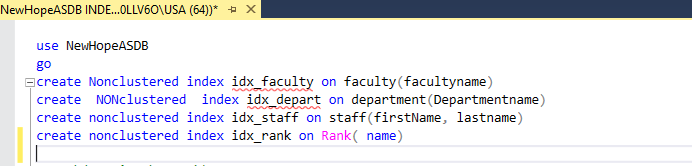 NewHopeASDB INDE...0LLV6O\USA (64))*
use NewHopeASDB
go
create Nonclustered index idx_faculty on faculty(facultyname)
create  NONclustered  index idx_depart on department(Departmentname)
create nonclustered index idx_staff on staff(firstName, lastname)
create nonclustered index idx_rank on Rank( name)